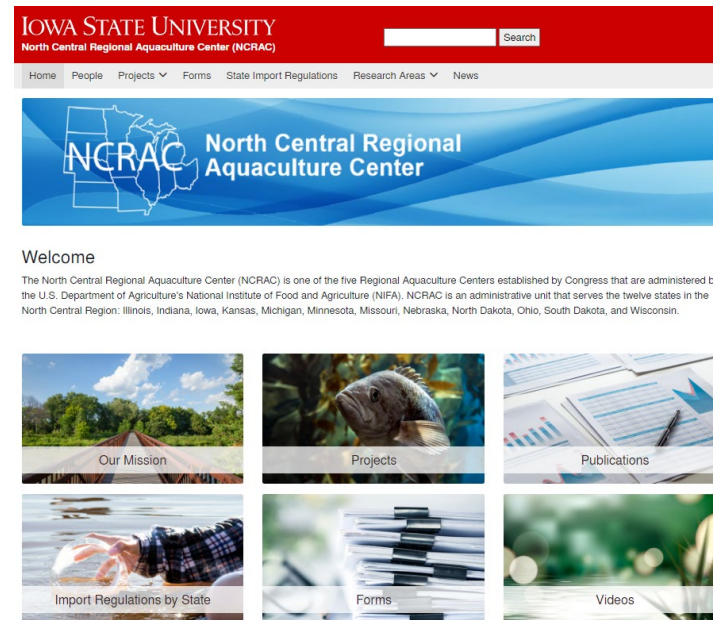 IOWA STATE UNIVERSITY
North Central Regional Aquaculture Center (NCRAC)
Search
Home People Projects Forms State Import Regulations Research Areas News
NCRAC
North Central Regional
Aquaculture Center
Welcome
The North Central Regional Aquaculture Center (NCRAC) is one of the five Regional Aquaculture Centers established by Congress that are administered b
the U.S. Department of Agriculture's National Institute of Food and Agriculture (NIFA). NCRAC is an administrative unit that serves the twelve states in the
North Central Region: Illinois, Indiana, Iowa, Kansas, Michigan, Minnesota, Missouri, Nebraska, North Dakota, Ohio, South Dakota, and Wisconsin.
Our Mission
Projects
Publications
Import Regulations by State
Forms
Videos